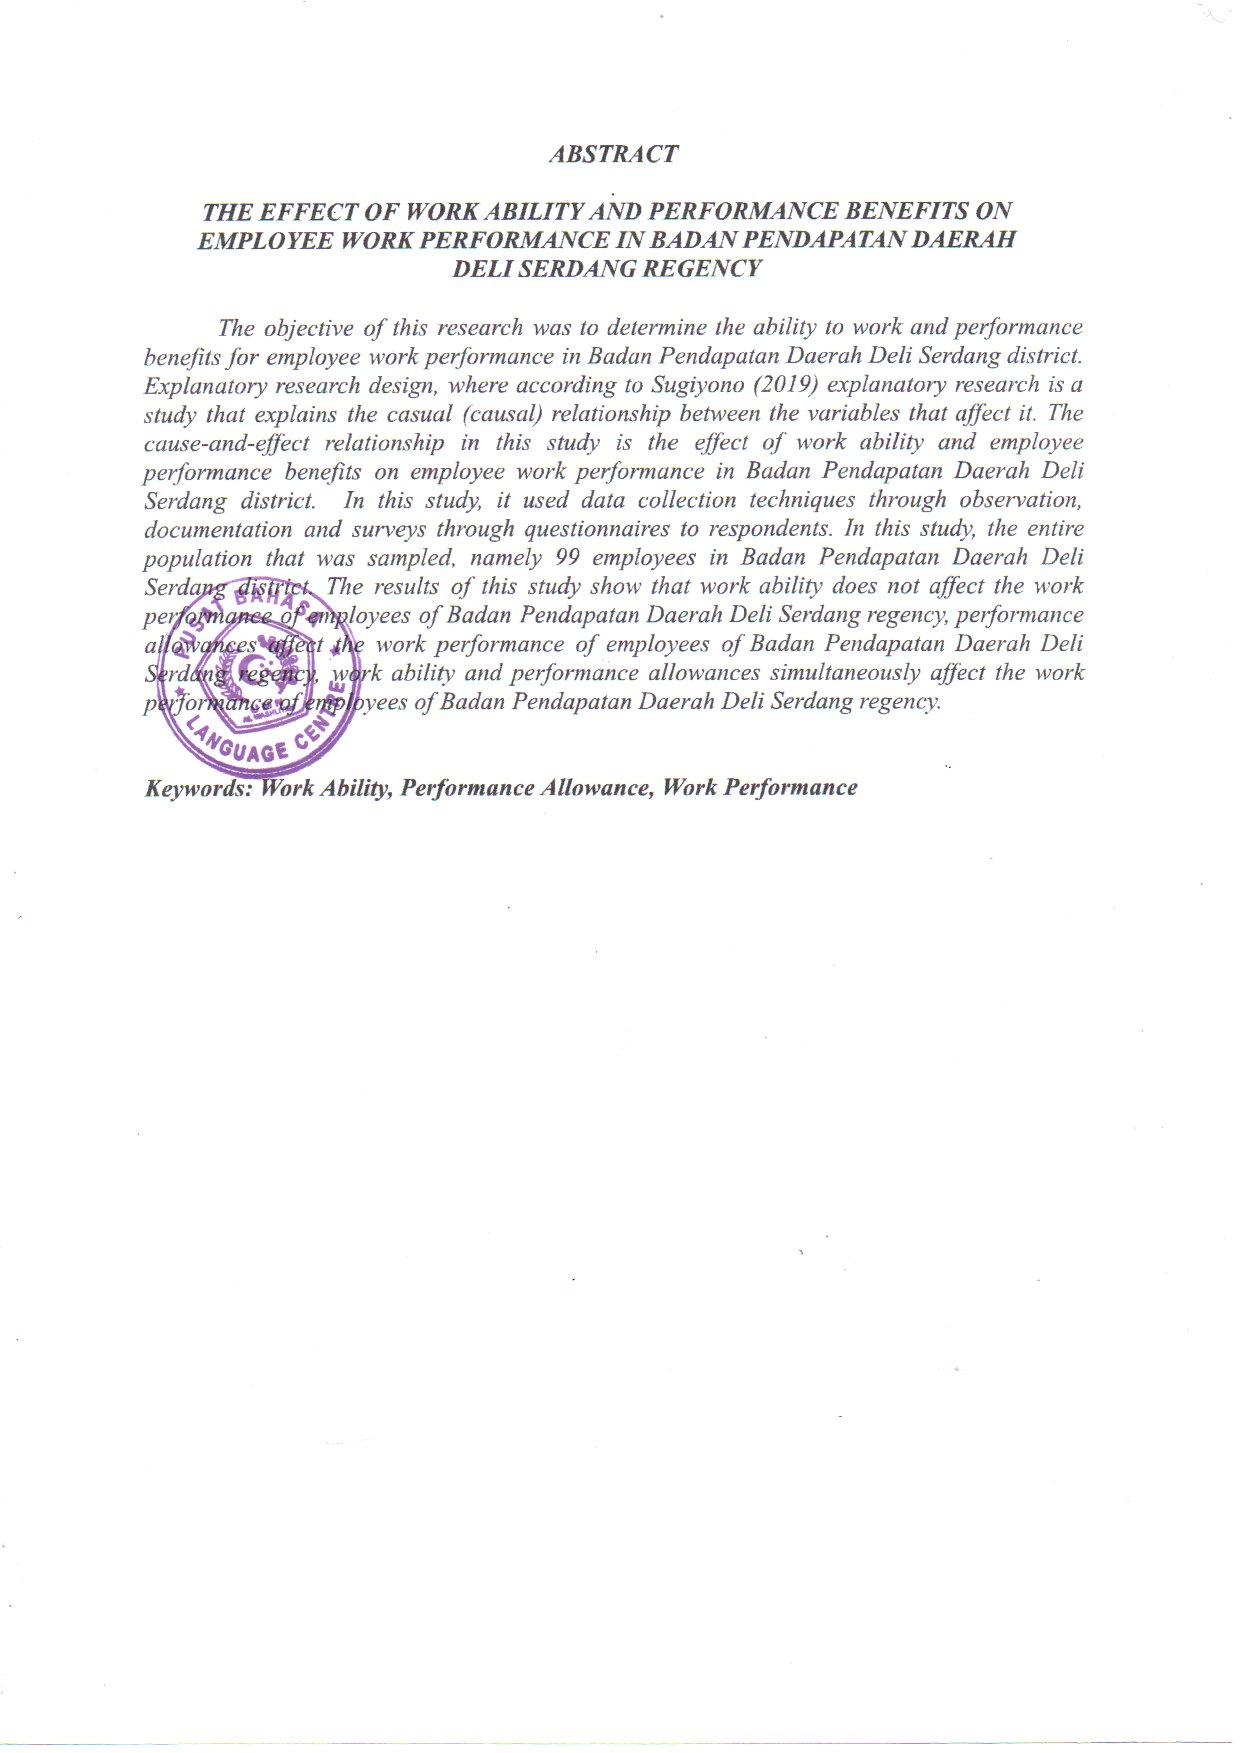 ABSTRACT
THE EFFECT OF WORK ABILITY AND PERFORMANCE BENEFITS ON
EMPLOYEE WORK PERFORMANCE IN BADAN PENDAPATAN DAERAH
DELI SERDANG REGENCY
The objective of this research was to determine the ability to work and performance
benefits for employee work performance in Badan Pendapatan Daerah Deli Serdang district.
Explanatory research design, where according to Sugiyono (2019) explanatory research is a
study that explains the casual (causal) relationship between the variables that affect it. The
cause-and-effect relationship in this study is the effect of work ability and employee
performance benefits on employee work performance in Badan Pendapatan Daerah Deli
Serdang district. In this study, it used data collection techniques through observation,
documentation and surveys through questionnaires to respondents. In this study, the entire
population that was sampled, namely 99 employees in Badan Pendapatan Daerah Deli
Serdang district. The results of this study show that work ability does not affect the work
performance of employees of Badan Pendapatan Daerah Deli Serdang regency, performance
allowances affect the work performance of employees of Badan Pendapatan Daerah Deli
Serdang regency, work ability and performance allowances simultaneously affect the work
performance of employees of Badan Pendapatan Daerah Deli Serdang regency.
PUSAT BAHASA
LANGUAGE CENTRE
Keywords: Work Ability, Performance Allowance, Work Performance